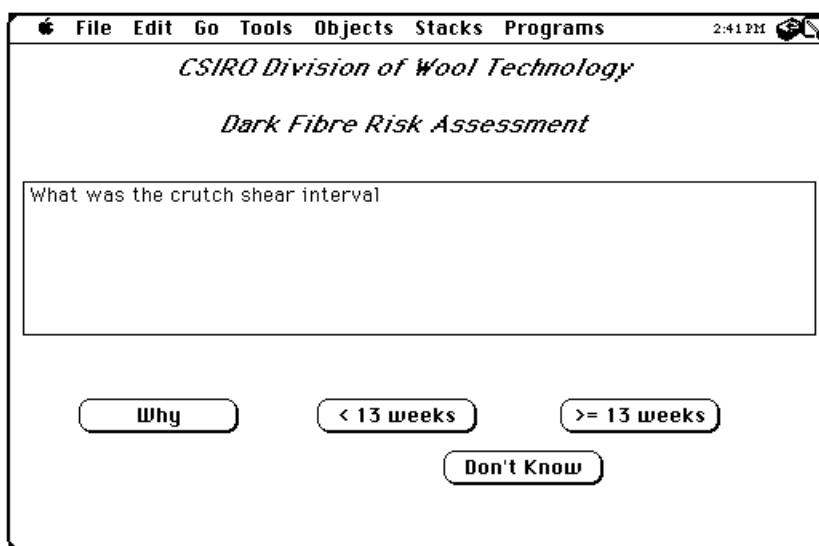 File Edit Go Tools Objects Stacks Programs 2:41 PM
CSIRO Division of Wool Technology
Dark Fibre Risk Assessment
What was the crutch shear interval
Why < 13 weeks >= 13 weeks
Don't Know